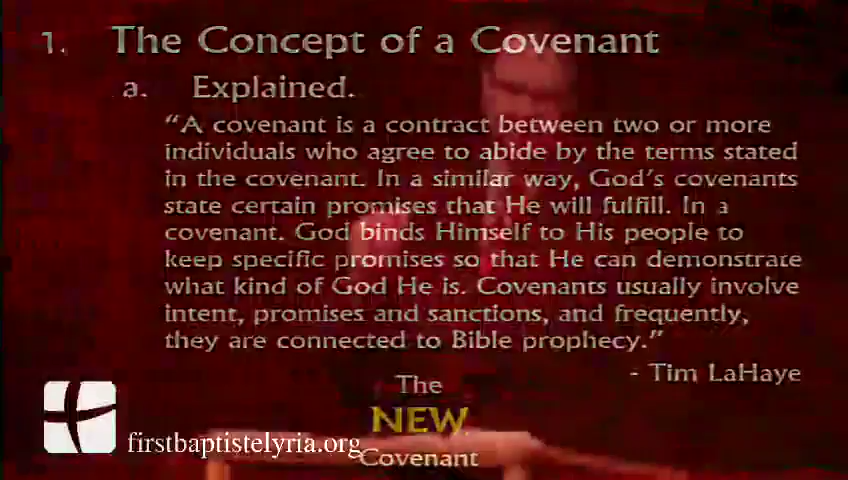 1. The Concept of a Covenant
a. Explained.
“A covenant is a contract between two or more
individuals who agree to abide by the terms stated
in the covenant. In a similar way, God's covenants
state certain promises that He will fulfill. In a
covenant. God binds Himself to His people to
keep specific promises so that He can demonstrate
what kind of God He is. Covenants usually involve
intent, promises and sanctions, and frequently,
they are connected to Bible prophecy.”
- Tim LaHaye
The
NEW
Covenant
firstbaptistelyria.org